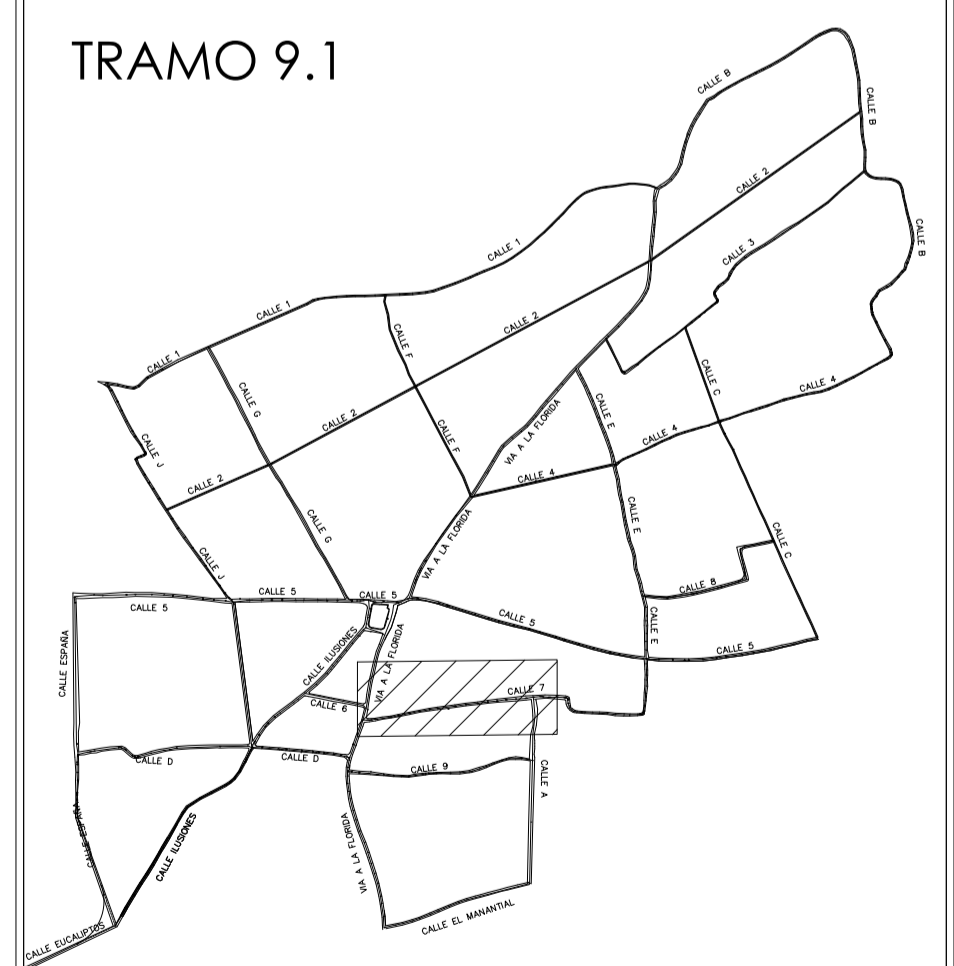 TRAMO 9.1
CALLE B
CALLE B
CALLE 2
CALLE B
CALLE 3
CALLE 1
CALLE 1
CALLE 2
CALLE F
CALLE 1
CALLE C
CALLE 4
CALLE G
CALLE E
VIA A LA FLORIDA
CALLE 2
CALLE F
CALLE 4
CALLE J
CALLE 4
CALLE 2
CALLE G
CALLE E
VIA A LA FLORIDA
CALLE C
CALLE J
CALLE 8
CALLE 5
CALLE 5
CALLE 5
CALLE 5
CALLE E
CALLE 5
CALLE ESPAÑA
CALLE ILUSIONES
VIA A LA FLORIDA
CALLE 7
CALLE 6
CALLE D
CALLE D
CALLE 9
CALLE A
CALLE ESPAÑA
CALLE ILUSIONES
VIA A LA FLORIDA
CALLE EL MANANTIAL
CALLE EUCALIPTOS